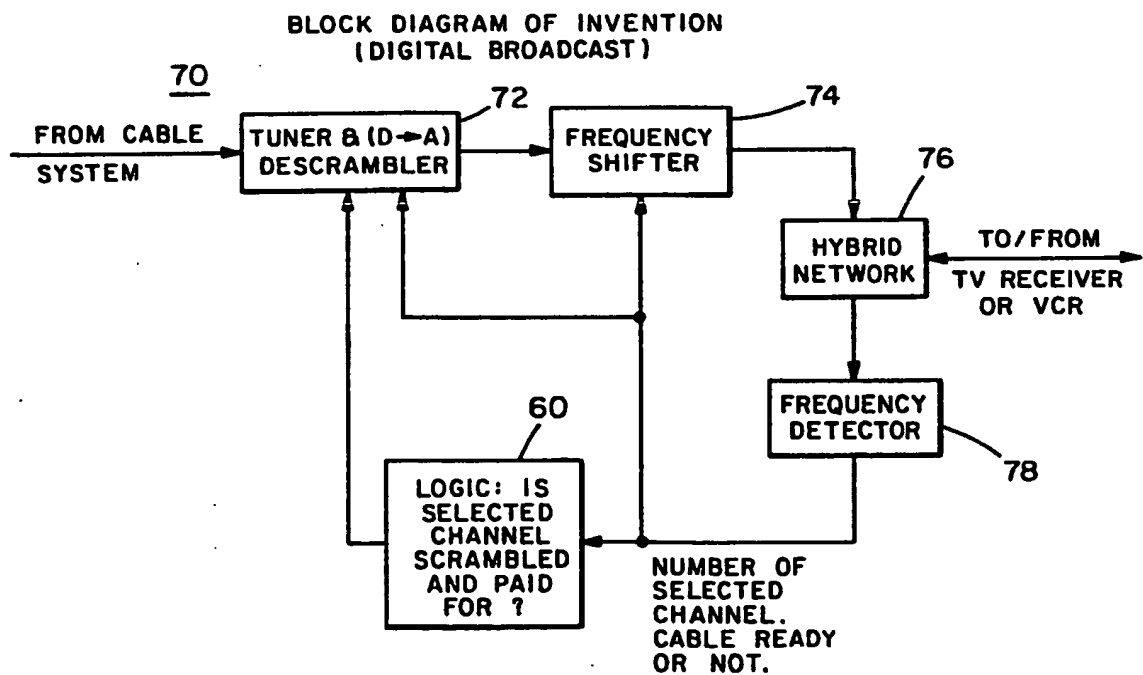 BLOCK DIAGRAM OF INVENTION
(DIGITAL BROADCAST)
70
72
74
FROM CABLE
SYSTEM
TUNER & (D→A)
DESCRAMBLER
FREQUENCY
SHIFTER
76
HYBRID
NETWORK
TO/FROM
TV RECEIVER
OR VCR
60
FREQUENCY
DETECTOR
78
LOGIC: IS
SELECTED
CHANNEL
SCRAMBLED
AND PAID
FOR ?
NUMBER OF
SELECTED
CHANNEL.
CABLE READY
OR NOT.